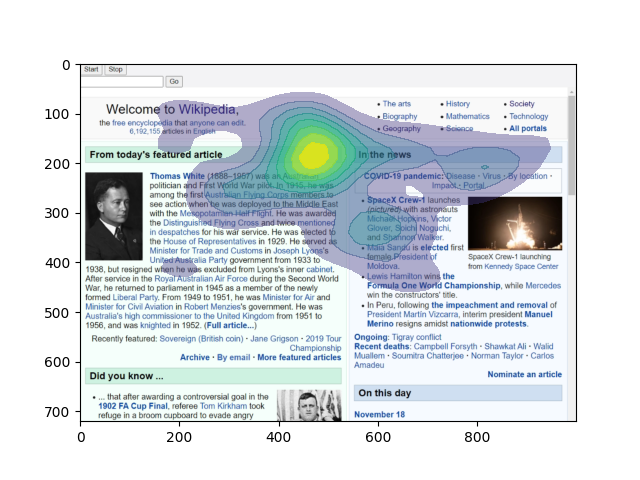 Start Stop
Go
Welcome to Wikipedia,
the free encyclopedia that anyone can edit.
6,192,155 articles in English
• The arts
• Biography
• Geography
• History
• Mathematics
• Science
• Society
• Technology
• All portals
From today's featured article
Thomas White (1888–1957) was an Australian
politician and First World War pilot. In 1915, he was
among the first Australian Flying Corps members to
see action when he was deployed to the Middle East
with the Mesopotamian Half Flight. He was awarded
the Distinguished Flying Cross and twice mentioned
in despatches for his war service. He was elected to
the House of Representatives in 1929. He served as
Minister for Trade and Customs in Joseph Lyons's
United Australia Party government from 1933 to
1938, but resigned when he was excluded from Lyons's inner cabinet.
After service in the Royal Australian Air Force during the Second World
War, he returned to parliament in 1945 as a member of the newly
formed Liberal Party. From 1949 to 1951, he was Minister for Air and
Minister for Civil Aviation in Robert Menzies's government. He was
Australia's high commissioner to the United Kingdom from 1951 to
1956, and was knighted in 1952. (Full article...)
Recently featured: Sovereign (British coin) · Jane Grigson · 2019 Tour
Championship
Archive · By email · More featured articles
Did you know ...
• ... that after awarding a controversial goal in the
1902 FA Cup Final, referee Tom Kirkham took
refuge in a broom cupboard to evade angry
In the news
COVID-19 pandemic: Disease · Virus · By location ·
Impact · Portal
• SpaceX Crew-1 launches
(pictured) with astronauts
Michael Hopkins, Victor
Glover, Soichi Noguchi,
and Shannon Walker.
• Maia Sandu is elected first
female President of
Moldova.
• Lewis Hamilton wins the
Formula One World Championship, while Mercedes
win the constructors' title.
• In Peru, following the impeachment and removal of
President Martín Vizcarra, interim president Manuel
Merino resigns amidst nationwide protests.
SpaceX Crew-1 launching
from Kennedy Space Center
Ongoing: Tigray conflict
Recent deaths: Campbell Forsyth · Shawkat Ali · Walid
Muallem · Soumitra Chatterjee · Norman Taylor · Carlos
Amadeu
Nominate an article
On this day
November 18
0
100
200
300
400
500
600
700
0 200 400 600 800